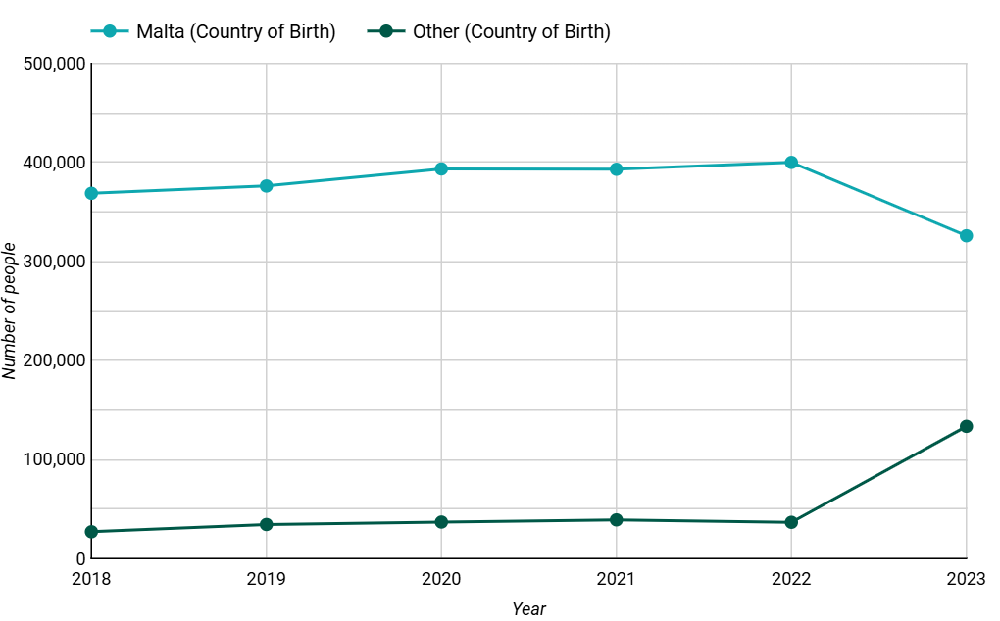 Malta (Country of Birth) Other (Country of Birth)
500,000
400,000
300,000
200,000
100,000
0
Number of people
2018 2019 2020 2021 2022 2023
Year